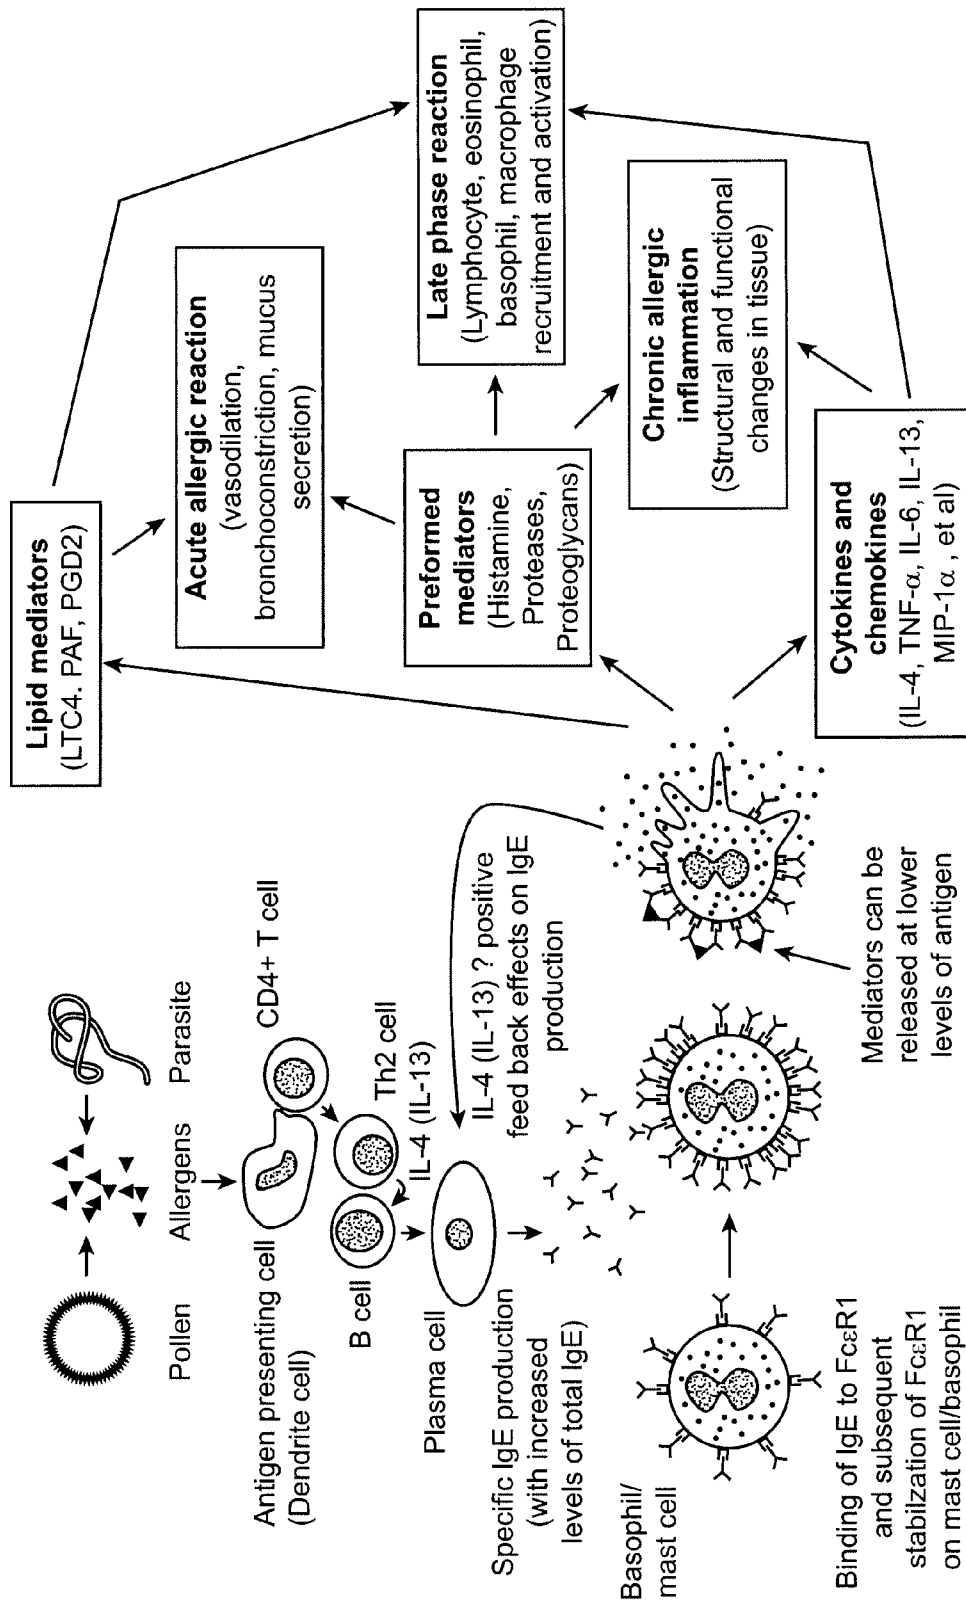 Pollen
Allergens
Parasite
Antigen presenting cell
(Dendrite cell)
CD4+ T cell
B cell
Th2 cell
IL-4 (IL-13)
Plasma cell
IL-4 (IL-13) ? positive
feed back effects on IgE
production
Specific IgE production
(with increased
levels of total IgE)
Basophil/
mast cell
Binding of IgE to FcεR1
and subsequent
stabilzation of FcεR1
on mast cell/basophil
Mediators can be
released at lower
levels of antigen
Lipid mediators
(LTC4. PAF, PGD2)
Acute allergic reaction
(vasodilation,
bronchoconstriction, mucus
secretion)
Preformed
mediators
(Histamine,
Proteases,
Proteoglycans)
Cytokines and
chemokines
(IL-4, TNF-α, IL-6, IL-13,
MIP-1α , et al)
Late phase reaction
(Lymphocyte, eosinophil,
basophil, macrophage
recruitment and activation)
Chronic allergic
inflammation
(Structural and functional
changes in tissue)